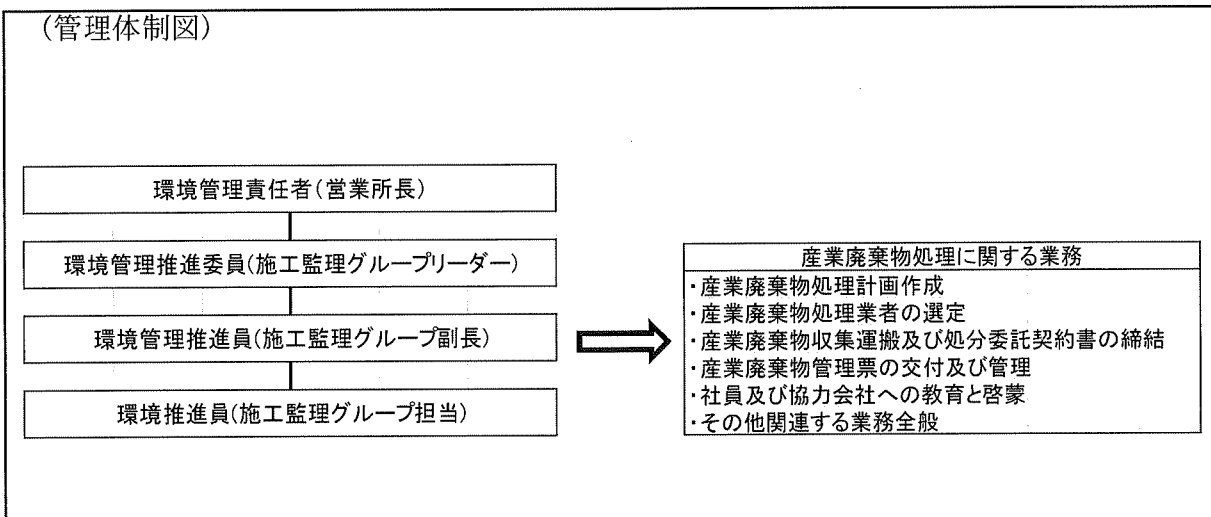 (管理体制図)
環境管理責任者(営業所長)
環境管理推進委員(施工監理グループリーダー)
環境管理推進員(施工監理グループ副長)
環境推進員(施工監理グループ担当)
産業廃棄物処理に関する業務
・産業廃棄物処理計画作成
・産業廃棄物処理業者の選定
・産業廃棄物収集運搬及び処分委託契約書の締結
・産業廃棄物管理票の交付及び管理
・社員及び協力会社への教育と啓蒙
・その他関連する業務全般